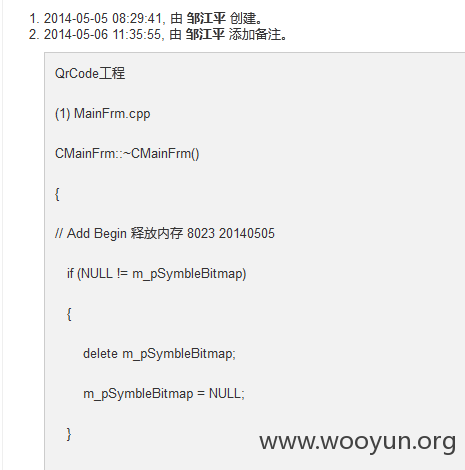 1. 2014-05-05 08:29:41, 由 邹江平 创建。
2. 2014-05-06 11:35:55, 由 邹江平 添加备注。
QrCode工程
(1) MainFrm.cpp
CMainFrm::~CMainFrm()
{
// Add Begin 释放内存 8023 20140505
if (NULL != m_pSymbleBitmap)
{
delete m_pSymbleBitmap;
m_pSymbleBitmap = NULL;
}
www.wooyun.org